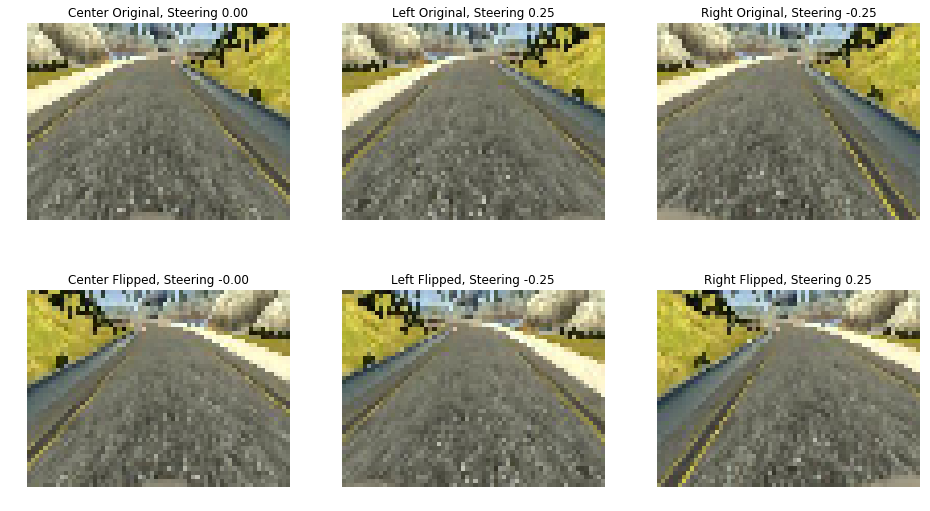 Center Original, Steering 0.00
Left Original, Steering 0.25
Right Original, Steering -0.25
Center Flipped, Steering -0.00
Left Flipped, Steering -0.25
Right Flipped, Steering 0.25